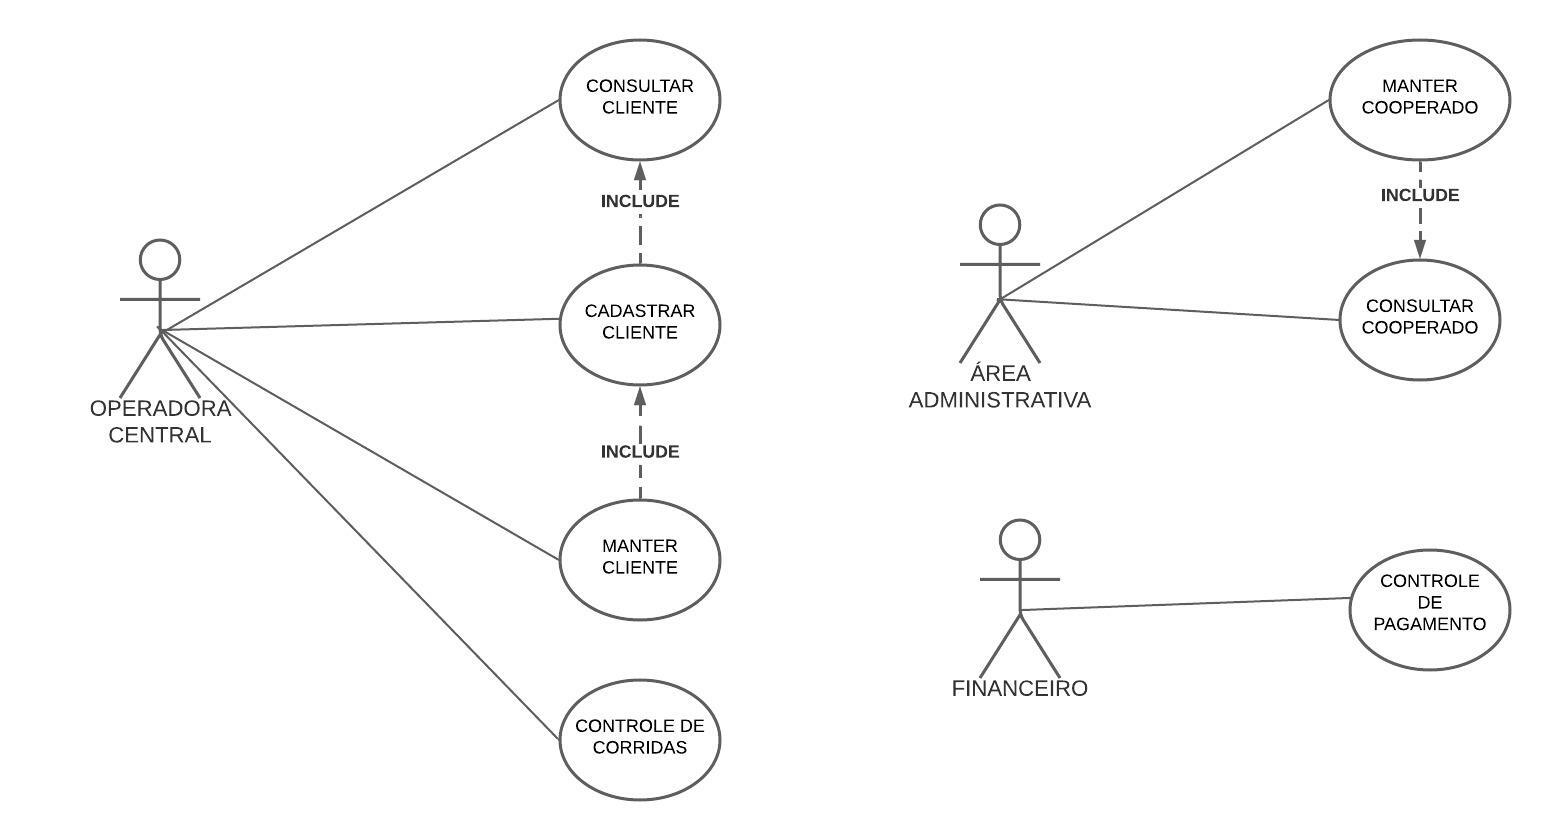 CONSULTAR
CLIENTE
INCLUDE
CADASTRAR
CLIENTE
OPERADORA
CENTRAL
INCLUDE
MANTER
CLIENTE
CONTROLE DE
CORRIDAS
MANTER
COOPERADO
INCLUDE
CONSULTAR
COOPERADO
ÁREA
ADMINISTRATIVA
CONTROLE
DE
PAGAMENTO
FINANCEIRO